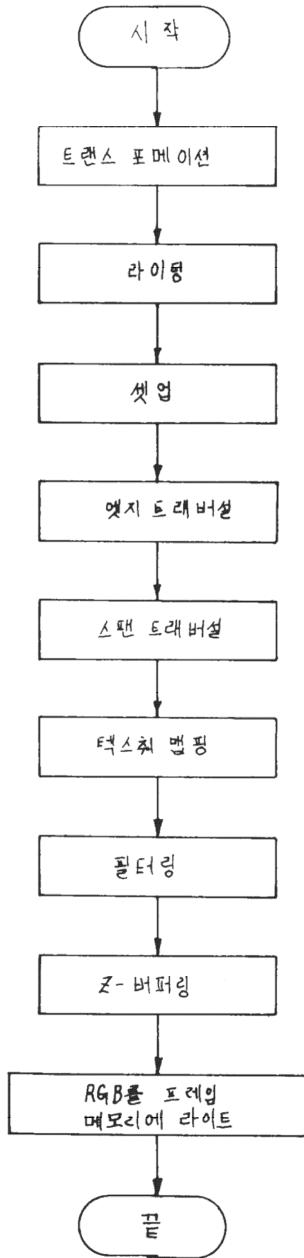 시작
트랜스 포메이션
라이팅
셋업
엣지 트래버설
스팬 트래버설
텍스춰 맵핑
필터링
Z-버퍼링
RGB를 프레임
메모리에 라이트
끝